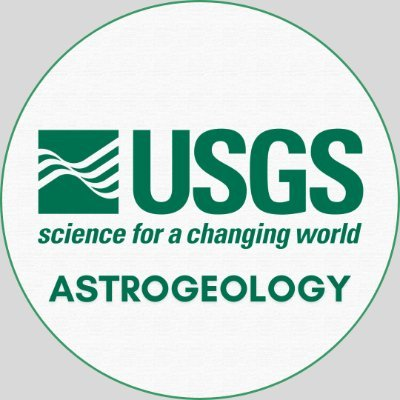 USGS
science for a changing world
ASTROGEOLOGY